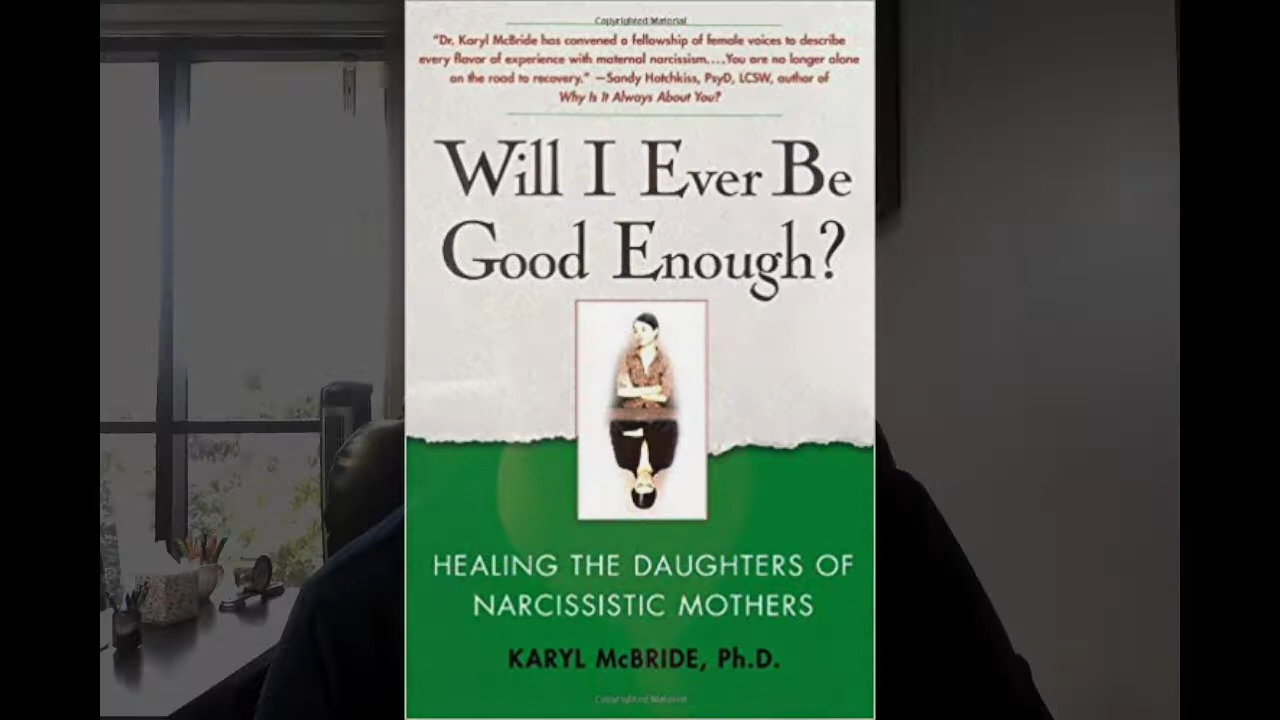 Copyrighted Material
"Dr. Karyl McBride has convened a fellowship of female voices to describe
every flavor of experience with maternal narcissism....You are no longer alone
on the road to recovery." —Sandy Hotchkiss, PsyD, LCSW, author of
Why Is It Always About You?
Will I Ever Be
Good Enough?
HEALING THE DAUGHTERS OF
NARCISSISTIC MOTHERS
KARYL McBRIDE, Ph.D.
Copyrighted Material